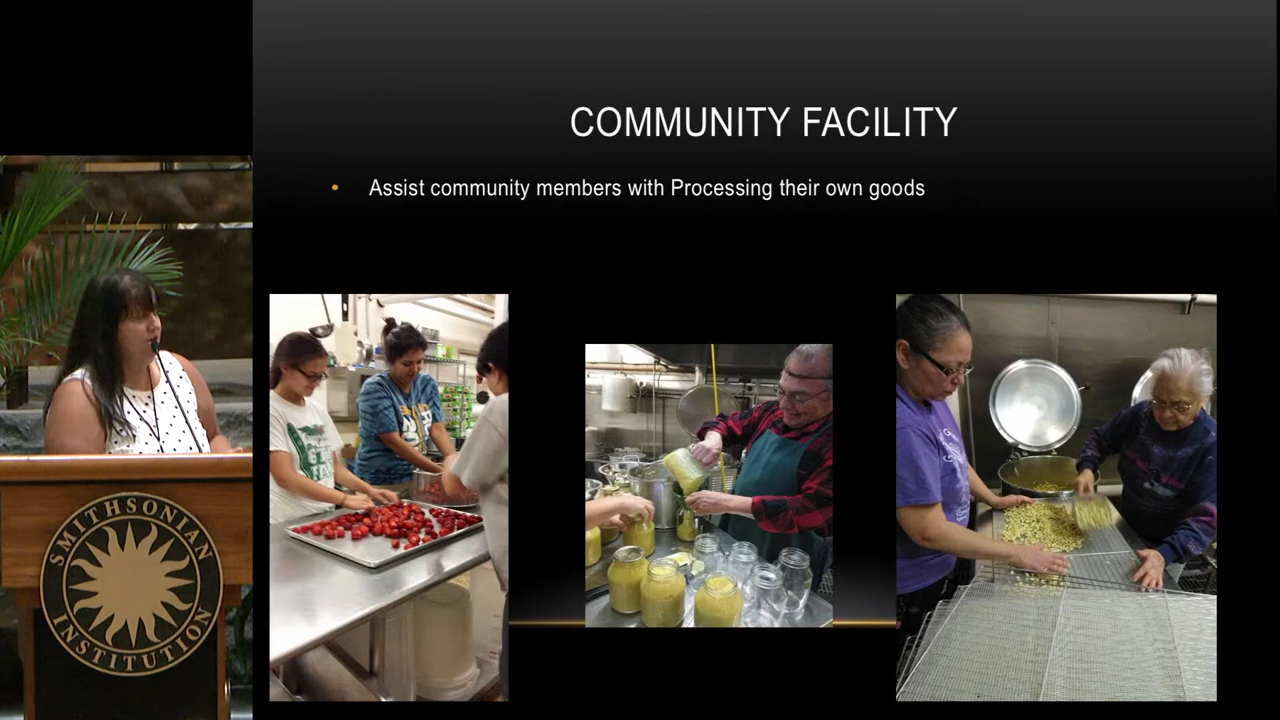 COMMUNITY FACILITY
• Assist community members with Processing their own goods
SMITHSONIAN
INSTITUTION